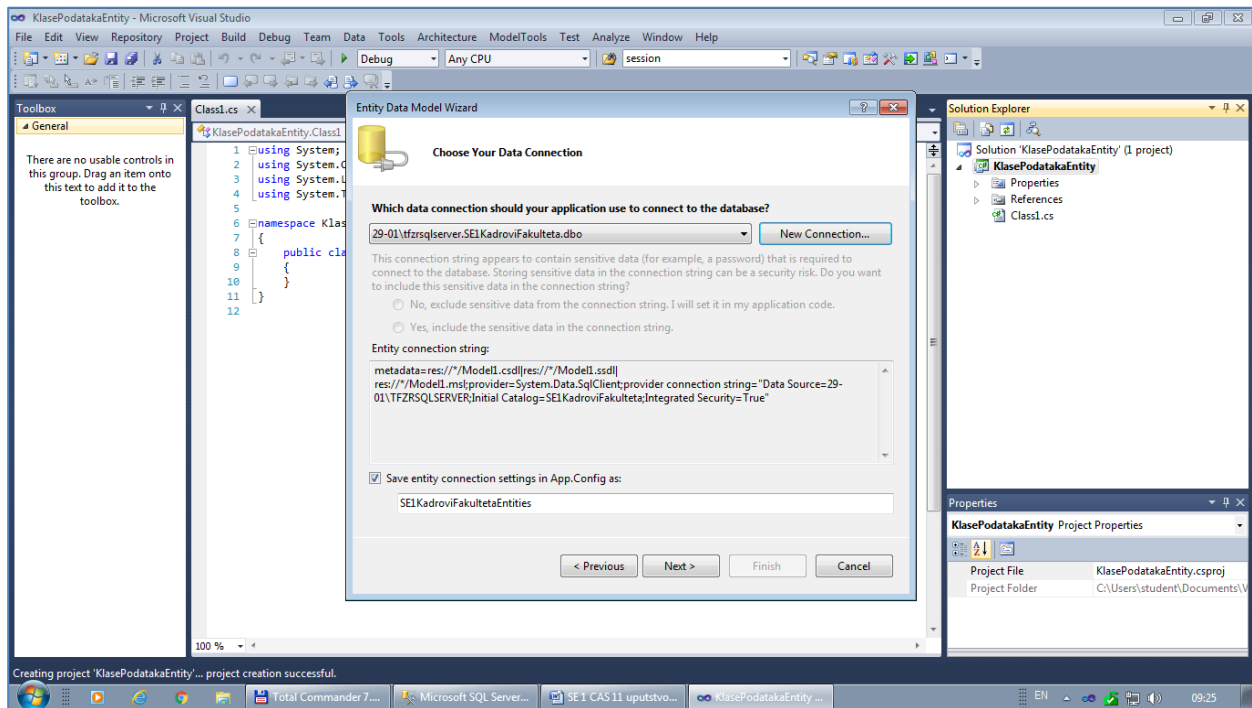 KlasePodatakaEntity - Microsoft Visual Studio
File Edit View Repository Project Build Debug Team Data Tools Architecture ModelTools Test Analyze Window Help
Debug Any CPU session
Toolbox
General
There are no usable controls in
this group. Drag an item onto
this text to add it to the
toolbox.
Class1.cs
KlasePodatakaEntity.Class1
1 using System;
2 using System.C
3 using System.L
4 using System.T
5
6 namespace Klas
7 {
8 public cla
9 {
10 }
11 }
12
100 %
Entity Data Model Wizard
Choose Your Data Connection
Which data connection should your application use to connect to the database?
29-01\tfzrsqlserver.SE1KadroviFakulteta.dbo New Connection...
This connection string appears to contain sensitive data (for example, a password) that is required to
connect to the database. Storing sensitive data in the connection string can be a security risk. Do you want
to include this sensitive data in the connection string?
No, exclude sensitive data from the connection string. I will set it in my application code.
Yes, include the sensitive data in the connection string.
Entity connection string:
metadata=res://*/Model1.csdl|res://*/Model1.ssdl|
res://*/Model1.msl;provider=System.Data.SqlClient;provider connection string="Data Source=29-
01\TFZRSQLSERVER;Initial Catalog=SE1KadroviFakulteta;Integrated Security=True"
Save entity connection settings in App.Config as:
SE1KadroviFakultetaEntities
< Previous Next > Finish Cancel
Solution Explorer
Solution 'KlasePodatakaEntity' (1 project)
KlasePodatakaEntity
Properties
References
Class1.cs
Properties
KlasePodatakaEntity Project Properties
Project File KlasePodatakaEntity.csproj
Project Folder C:\Users\student\Documents\V
Creating project 'KlasePodatakaEntity'... project creation successful.
Total Commander 7.... Microsoft SQL Server... SE 1 CAS 11 uputstvo... KlasePodatakaEntity ... EN 09:25